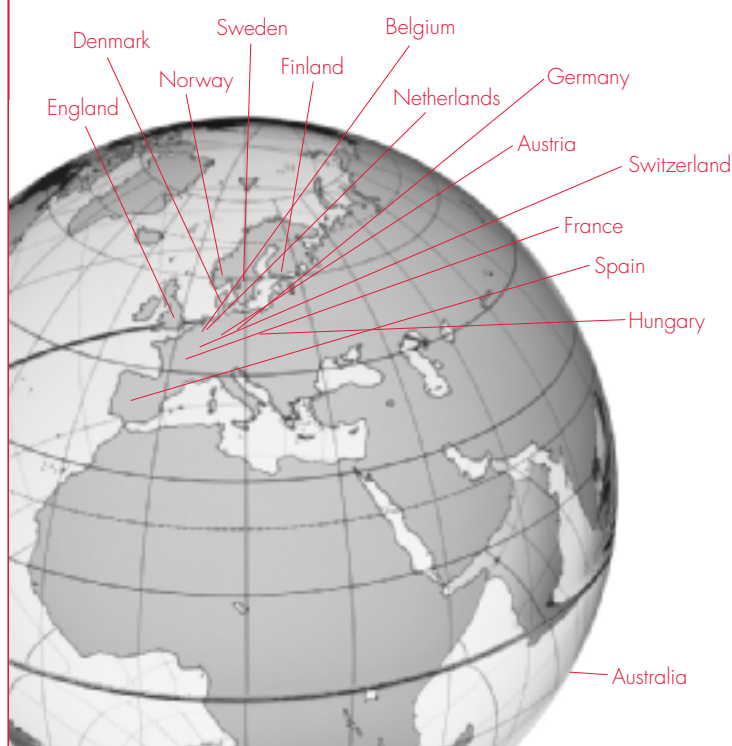 Sweden
Belgium
Denmark
Finland
Germany
Norway
Netherlands
England
Austria
Switzerland
France
Spain
Hungary
Australia